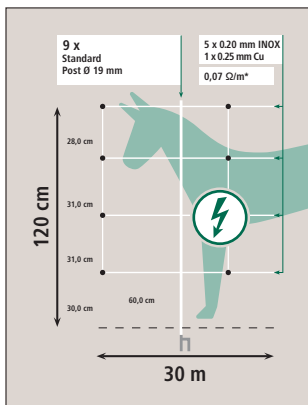 9 x
Standard
Post Ø 19 mm
5 x 0.20 mm INOX
1 x 0.25 mm Cu
0,07 Ω/m*
28,0 cm
31,0 cm
31,0 cm
30,0 cm
60,0 cm
120 cm
30 m